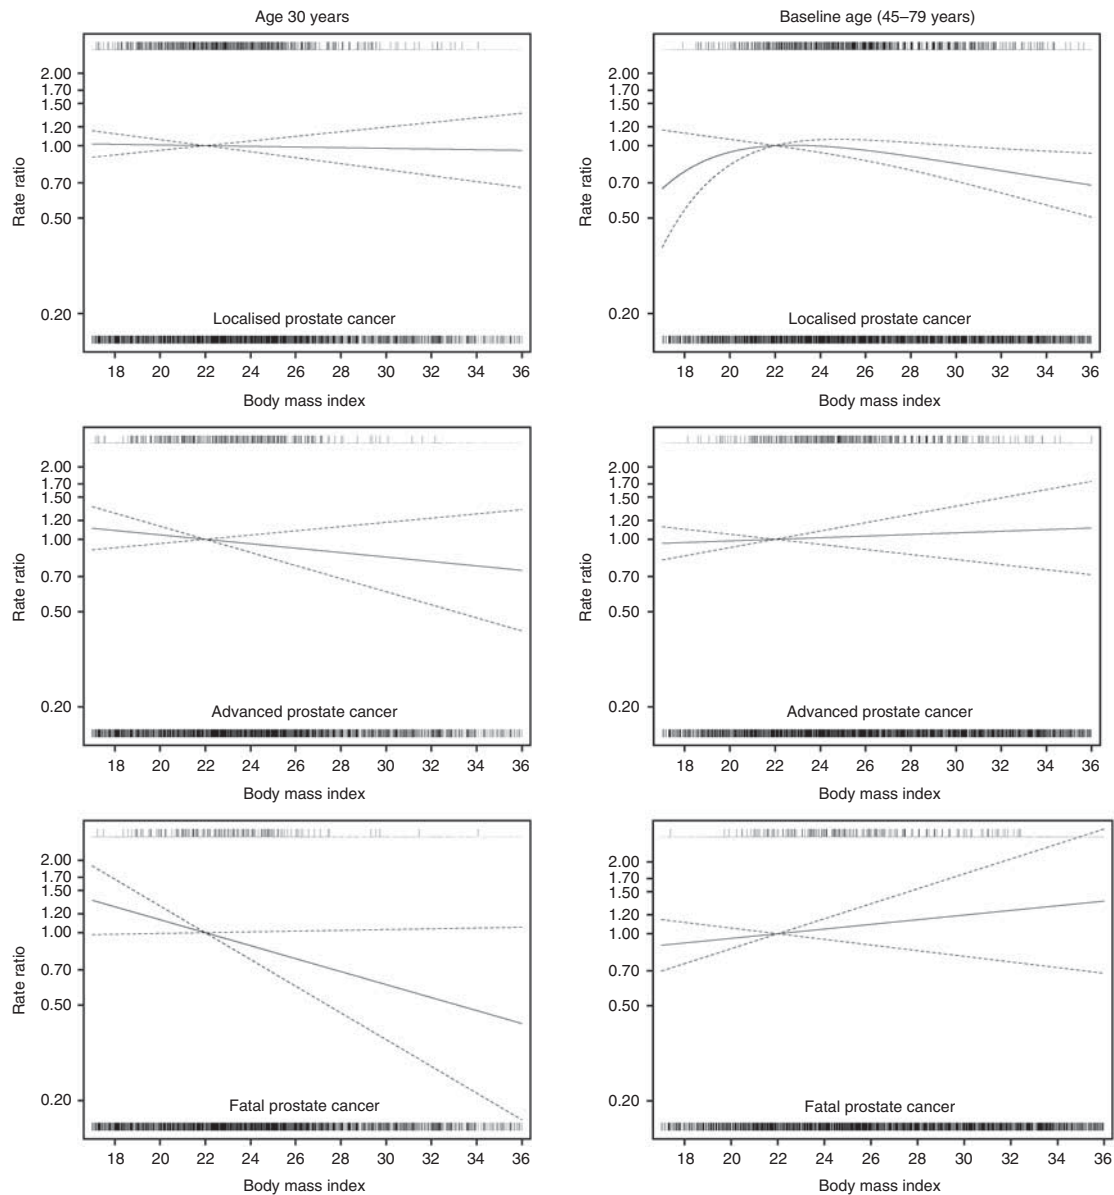 Age 30 years
Rate ratio
2.00
1.70
1.50
1.20
1.00
0.70
0.50
0.20
Localised prostate cancer
18 20 22 24 26 28 30 32 34 36
Body mass index
Baseline age (45–79 years)
Rate ratio
2.00
1.70
1.50
1.20
1.00
0.70
0.50
0.20
Localised prostate cancer
18 20 22 24 26 28 30 32 34 36
Body mass index
Rate ratio
2.00
1.70
1.50
1.20
1.00
0.70
0.50
0.20
Advanced prostate cancer
18 20 22 24 26 28 30 32 34 36
Body mass index
Rate ratio
2.00
1.70
1.50
1.20
1.00
0.70
0.50
0.20
Advanced prostate cancer
18 20 22 24 26 28 30 32 34 36
Body mass index
Rate ratio
2.00
1.70
1.50
1.20
1.00
0.70
0.50
0.20
Fatal prostate cancer
18 20 22 24 26 28 30 32 34 36
Body mass index
Rate ratio
2.00
1.70
1.50
1.20
1.00
0.70
0.50
0.20
Fatal prostate cancer
18 20 22 24 26 28 30 32 34 36
Body mass index